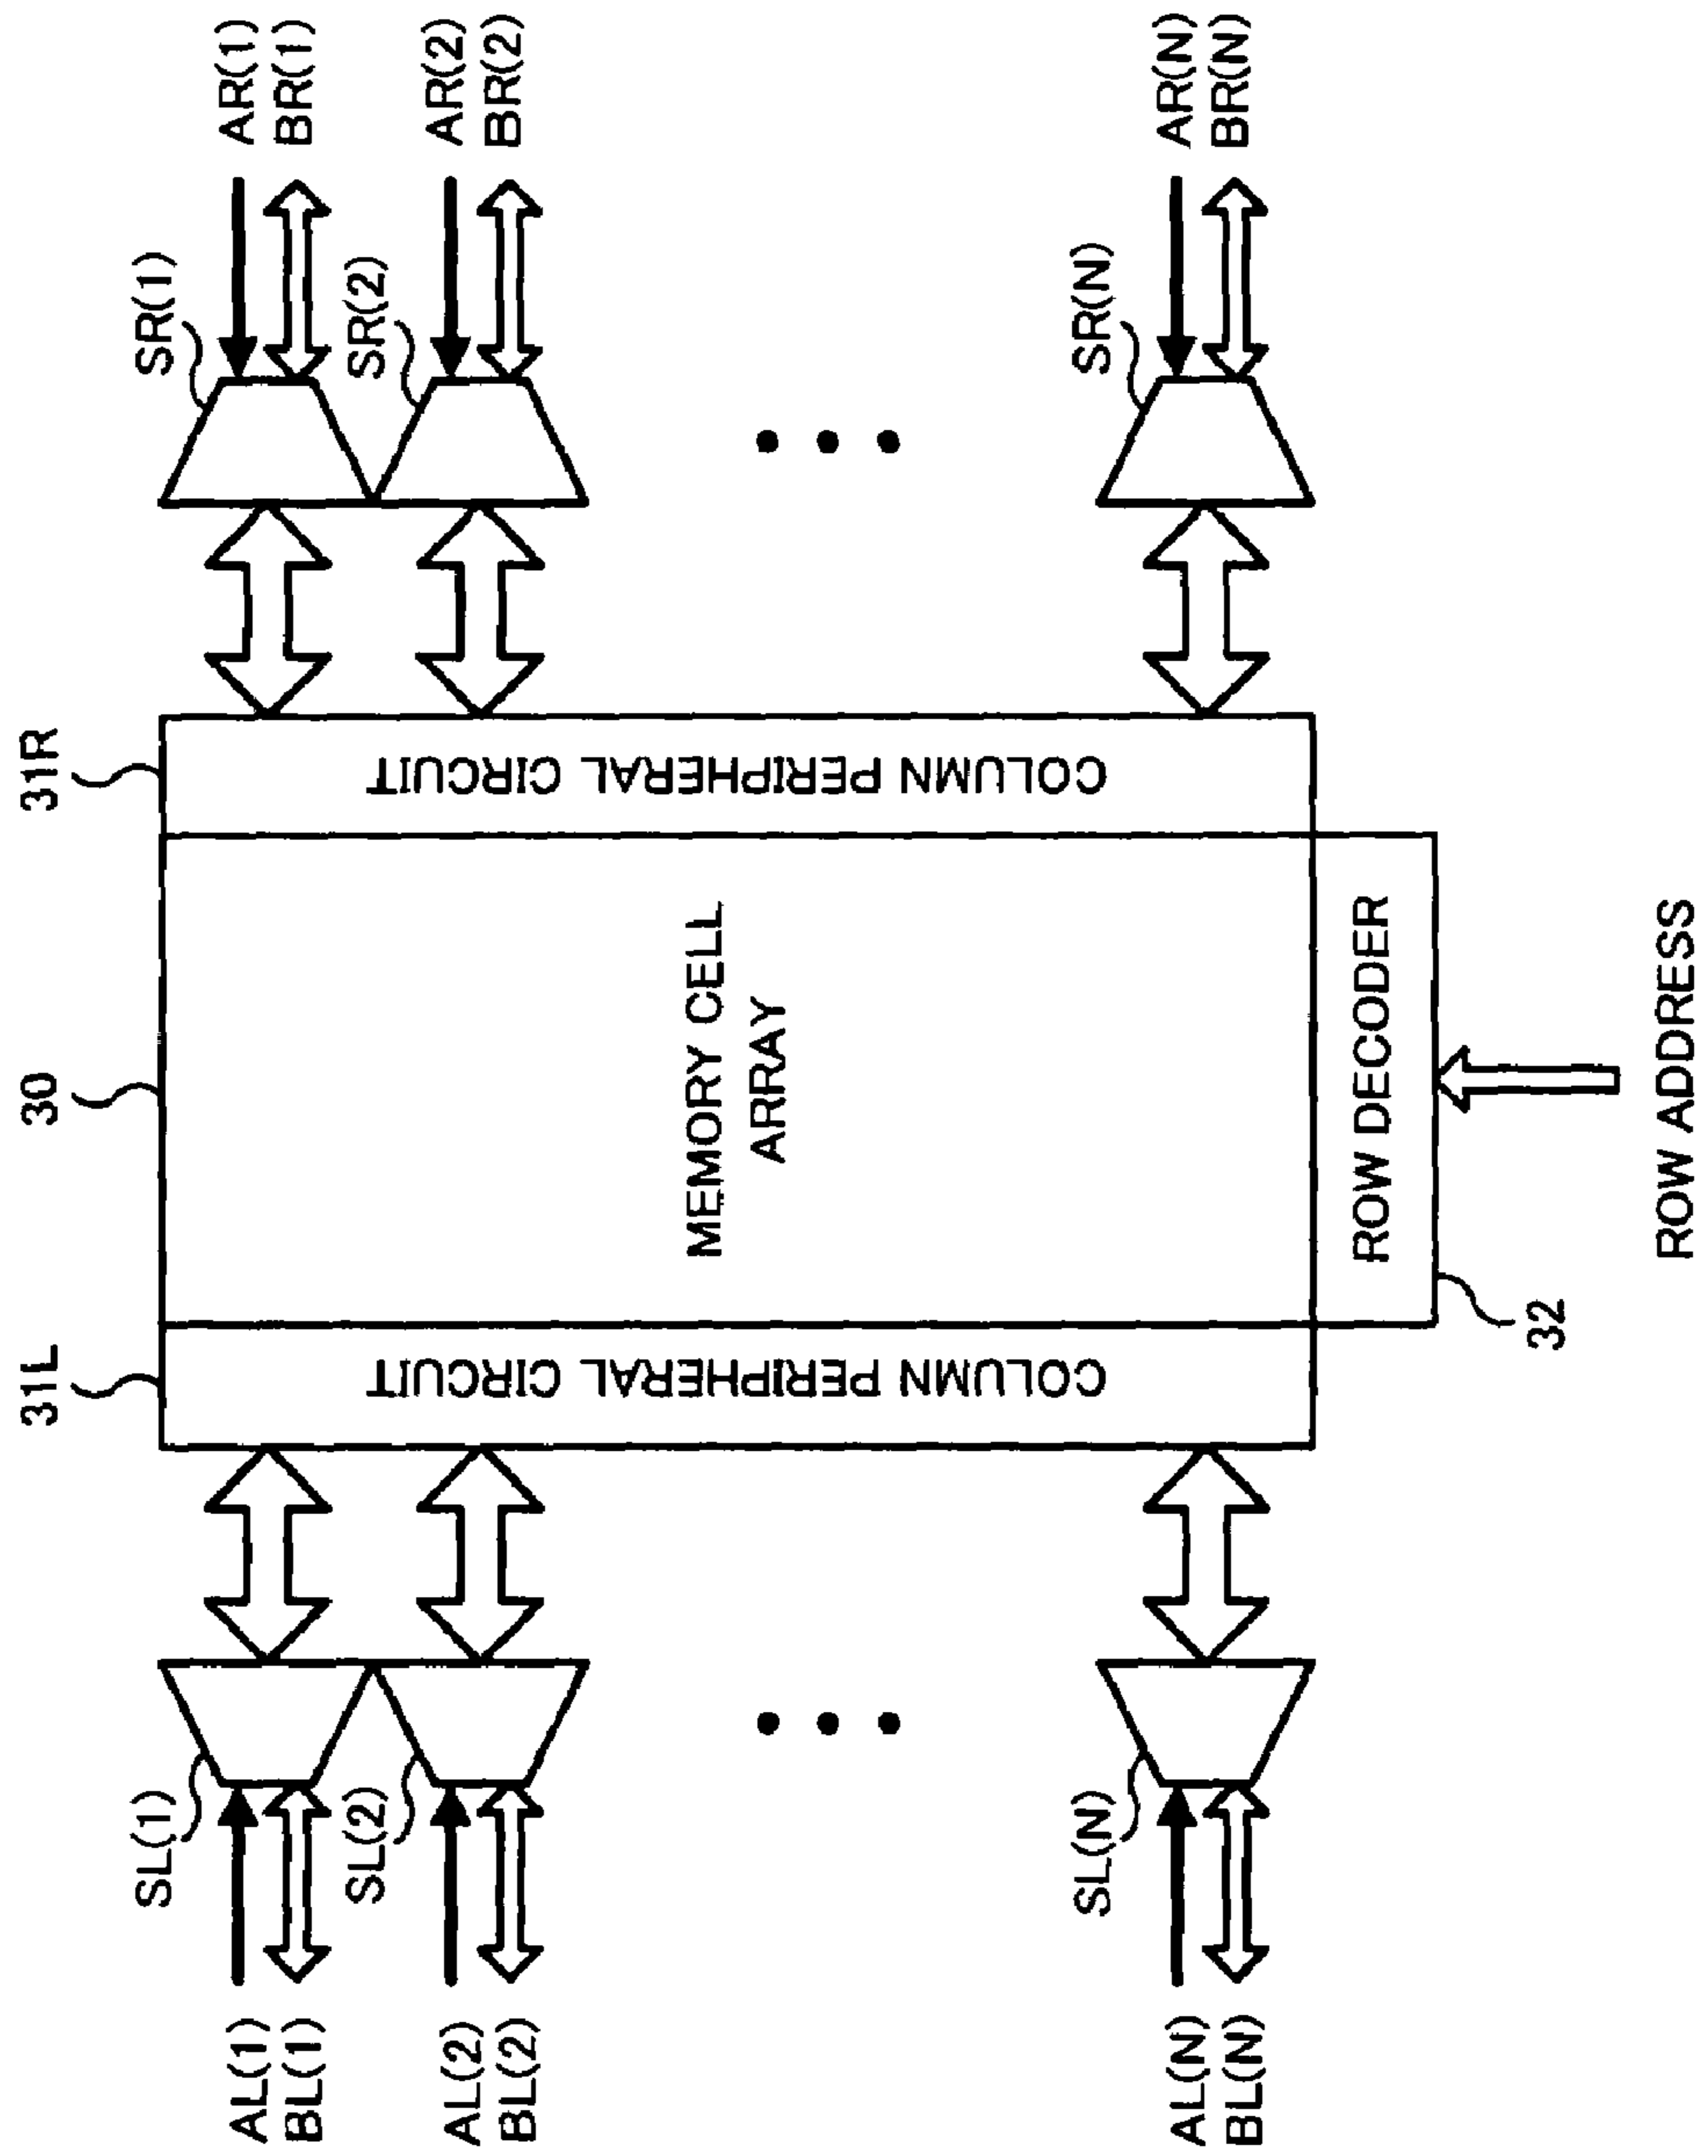 31L
30
31R
SL(1)
SR(1)
AL(1)
BL(1)
AR(1)
BR(1)
SL(2)
SR(2)
AL(2)
BL(2)
AR(2)
BR(2)
COLUMN PERIPHERAL CIRCUIT
MEMORY CELL
ARRAY
COLUMN PERIPHERAL CIRCUIT
SL(N)
SR(N)
AL(N)
BL(N)
AR(N)
BR(N)
ROW DECODER
32
ROW ADDRESS